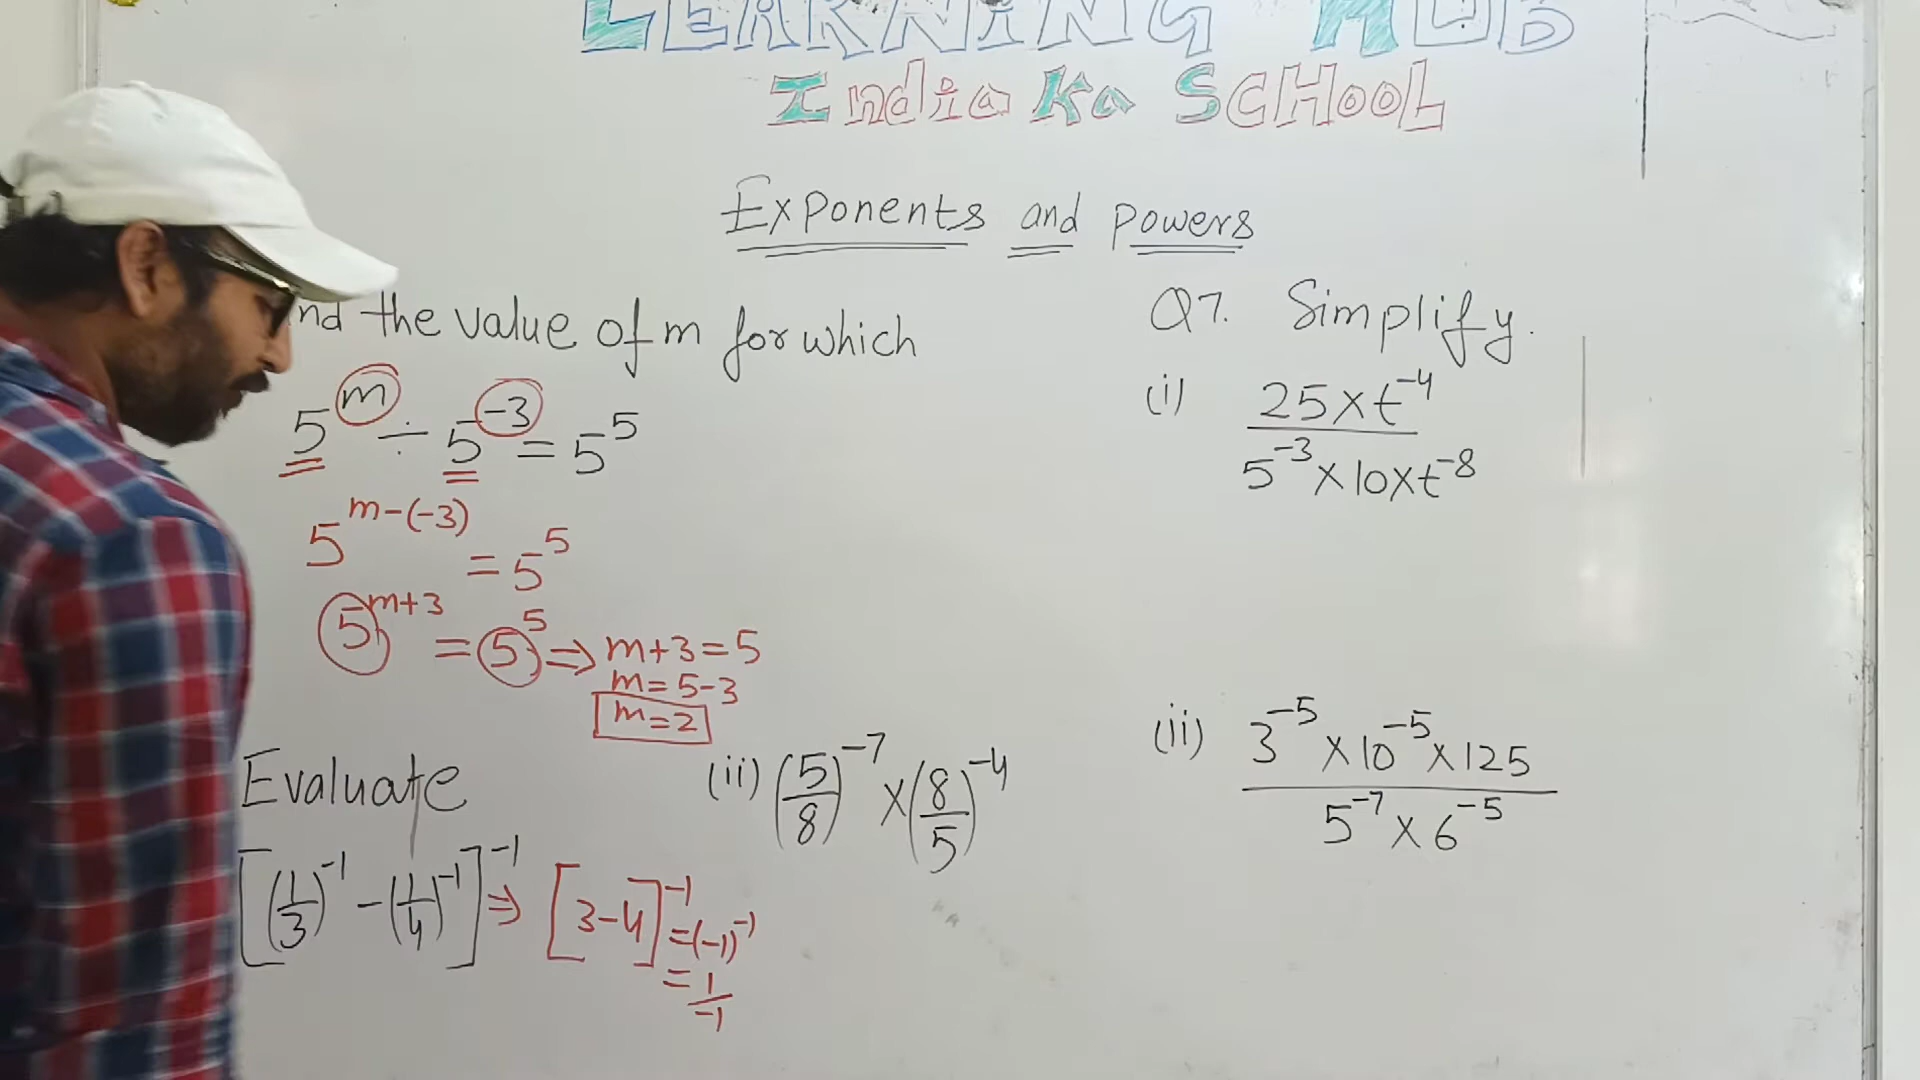 LEARNING HUB
India Ka SCHOOL
Exponents and powers
the value of m for which
5^m ÷ 5^-3 = 5^5
5^m-(-3) = 5^5
5^m+3 = 5^5 ⇒ m+3=5
m=5-3
m=2
Evaluate
[(1/3)^-1 - (1/4)^-1]^-1 ⇒ [3-4]^-1
=(-1)^-1
=1/-1
(ii) (5/8)^-7 × (8/5)^-4
Q7. Simplify.
(i) 25×t^-4 / 5^-3×10×t^-8
(ii) 3^-5×10^-5×125 / 5^-7×6^-5